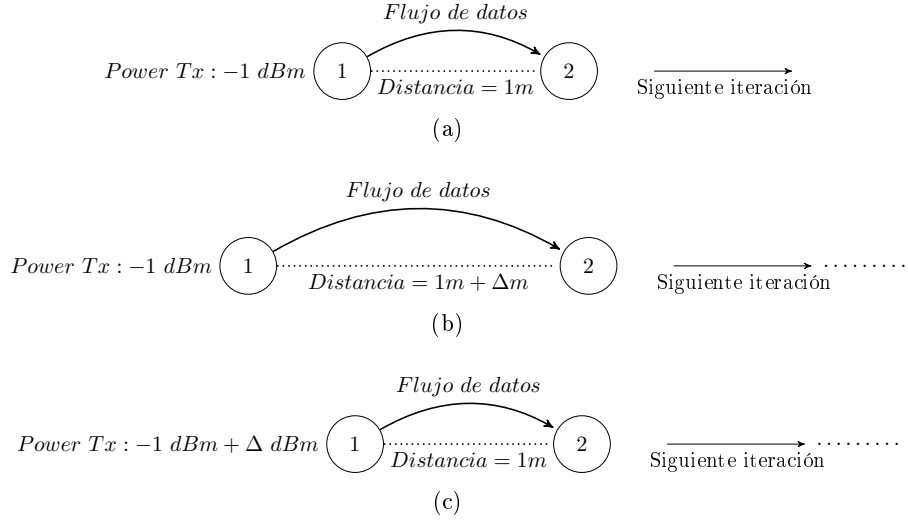 Flujo de datos
Power Tx : −1 dBm 1 2
Distancia = 1m
Siguiente iteración
(a)
Flujo de datos
Power Tx : −1 dBm 1 2 .........
Distancia = 1m + Δm
Siguiente iteración
(b)
Flujo de datos
Power Tx : −1 dBm + Δ dBm 1 2 .........
Distancia = 1m
Siguiente iteración
(c)